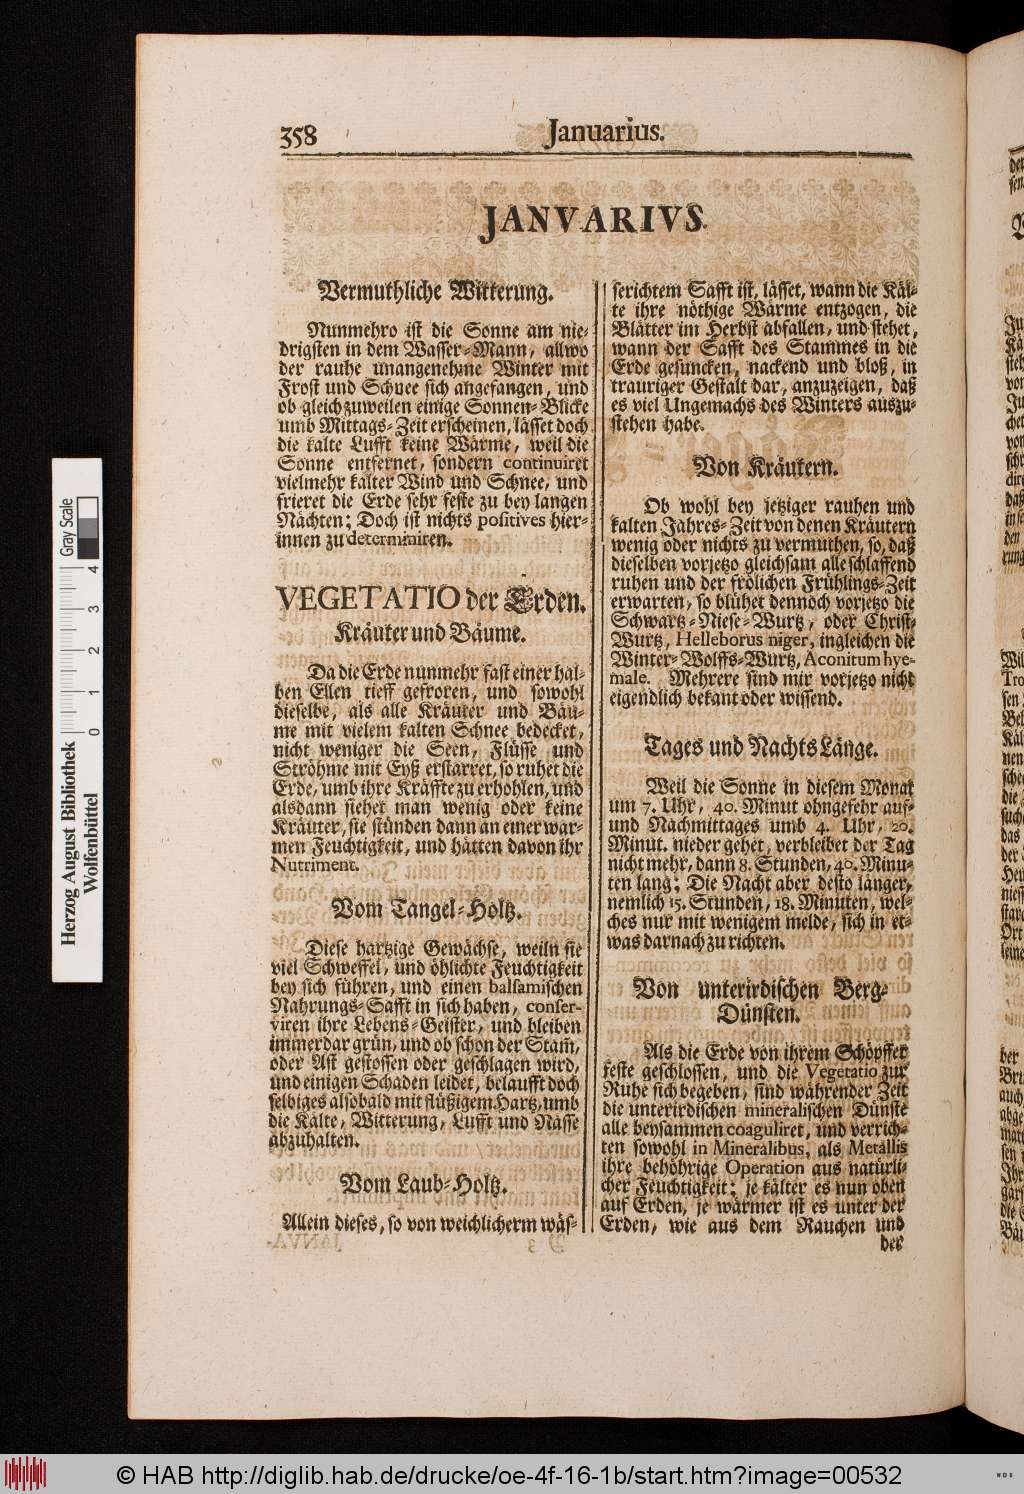 358
Januarius.
JANVARIVS.
Vermuthliche Witterung.
Nunmehro ist die Sonne am nie-
drigsten in dem Wasser-Mann, allwo
der rauhe unangenehme Winter mit
Frost und Schnee sich angefangen, und
ob gleich zuweilen einige Sonnen-Blicke
umb Mittags-Zeit erscheinen, lässet doch
die kalte Lufft keine Wärme, weil die
Sonne entfernet, sondern continuiret
vielmehr kalter Wind und Schnee, und
frieret die Erde sehr feste zu bey langen
Nächten; Doch ist nichts positives hier-
innen zu determiniren.
VEGETATIO der Erden.
Kräuter und Bäume.
Da die Erde nunmehr fast einer hal-
ben Ellen tieff gefroren, und sowohl
dieselbe, als alle Kräuter und Bäu-
me mit vielem kalten Schnee bedecket,
nicht weniger die Seen, Flüsse und
Ströhme mit Eyß erstarret, so ruhet die
Erde, umb ihre Kräffte zu erhohlen, und
alsdann siehet man wenig oder keine
Kräuter, sie stünden dann an einer war-
men Feuchtigkeit, und hätten davon ihr
Nutriment.
Vom Tangel-Holtz.
Diese hartzige Gewächse, weiln sie
viel Schweffel, und öhlichte Feuchtigkeit
bey sich führen, und einen balsamischen
Nahrungs-Safft in sich haben, conser-
viren ihre Lebens-Geister, und bleiben
immerdar grün, und ob schon der Stam̃,
oder Ast gestossen oder geschlagen wird,
und einigen Schaden leidet, belaufft doch
selbiges alsobald mit flüßigem Hartz, umb
die Kälte, Witterung, Lufft und Nässe
abzuhalten.
Vom Laub-Holtz.
Allein dieses, so von weichlicherm wäs-
serichtem Safft ist, lässet, wann die Käl-
te ihre nöthige Wärme entzogen, die
Blätter im Herbst abfallen, und stehet,
wann der Safft des Stammes in die
Erde gesuncken, nackend und bloß, in
trauriger Gestalt dar, anzuzeigen, daß
es viel Ungemachs des Winters auszu-
stehen habe.
Von Kräutern.
Ob wohl bey jetziger rauhen und
kalten Jahres-Zeit von denen Kräutern
wenig oder nichts zu vermuthen, so, daß
dieselben vorjetzo gleichsam alle schlaffend
ruhen und der frölichen Frühlings-Zeit
erwarten, so blühet dennoch vorjetzo die
Schwartz-Niese-Wurtz, oder Christ-
Wurtz, Helleborus niger, ingleichen die
Winter-Wolffs-Wurtz, Aconitum hye-
male. Mehrere sind mir vorjetzo nicht
eigendlich bekant oder wissend.
Tages und Nachts Länge.
Weil die Sonne in diesem Monat
um 7. Uhr, 40. Minut ohngefehr auf-
und Nachmittages umb 4. Uhr, 20.
Minut. nieder gehet, verbleibet der Tag
nicht mehr, dann 8. Stunden, 40. Minu-
ten lang; Die Nacht aber desto länger,
nemlich 15. Stunden, 18. Minuten, wel-
ches nur mit wenigem melde, sich in et-
was darnach zu richten.
Von unterirdischen Berg-
Dünsten.
Als die Erde von ihrem Schöpffer
feste geschlossen, und die Vegetatio zur
Ruhe sich begeben, sind währender Zeit
die unterirdischen mineralischen Dünste
alle beysammen coaguliret, und verrich-
ten sowohl in Mineralibus, als Metallis
ihre behöhrige Operation aus natürli-
cher Feuchtigkeit; je kälter es nun oben
auf Erden, je wärmer ist es unter der
Erden, wie aus dem Rauchen und
der
Herzog August Bibliothek
Wolfenbüttel
0 1 2 3 4
Gray Scale
© HAB http://diglib.hab.de/drucke/oe-4f-16-1b/start.htm?image=00532